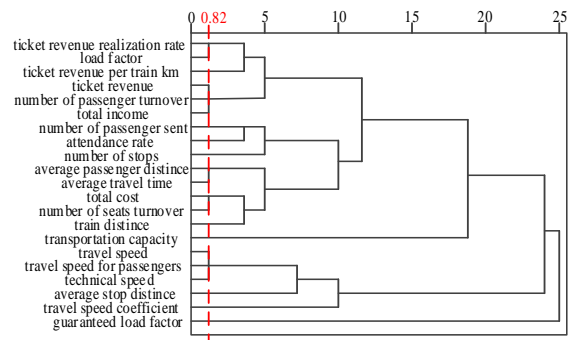 0 0.82 5 10 15 20 25
ticket revenue realization rate
load factor
ticket revenue per train km
ticket revenue
number of passenger turnover
total income
number of passenger sent
attendance rate
number of stops
average passenger distince
average travel time
total cost
number of seats turnover
train distince
transportation capacity
travel speed
travel speed for passengers
technical speed
average stop distince
travel speed coefficient
guaranteed load factor